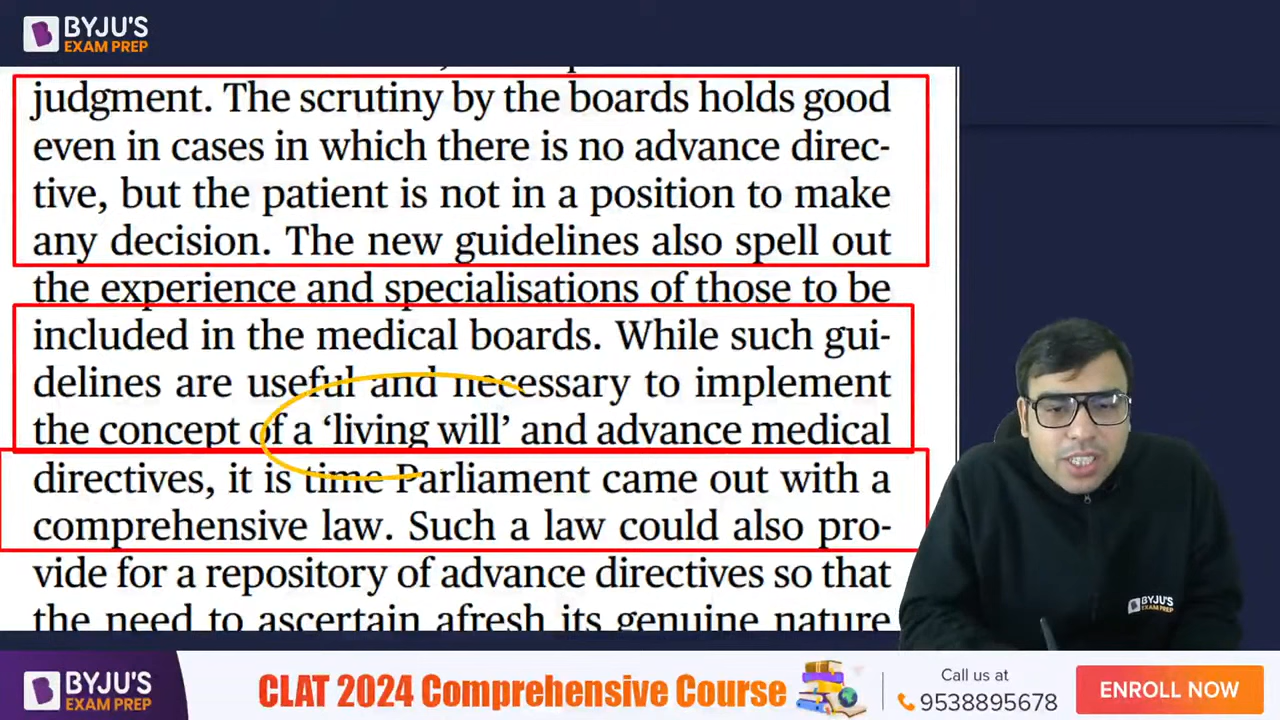 BYJU'S
EXAM PREP
judgment. The scrutiny by the boards holds good
even in cases in which there is no advance direc-
tive, but the patient is not in a position to make
any decision. The new guidelines also spell out
the experience and specialisations of those to be
included in the medical boards. While such gui-
delines are useful and necessary to implement
the concept of a ‘living will’ and advance medical
directives, it is time Parliament came out with a
comprehensive law. Such a law could also pro-
vide for a repository of advance directives so that
the need to ascertain afresh its genuine nature
BYJU'S
EXAM PREP
BYJU'S
EXAM PREP
CLAT 2024 Comprehensive Course
Call us at
9538895678
ENROLL NOW